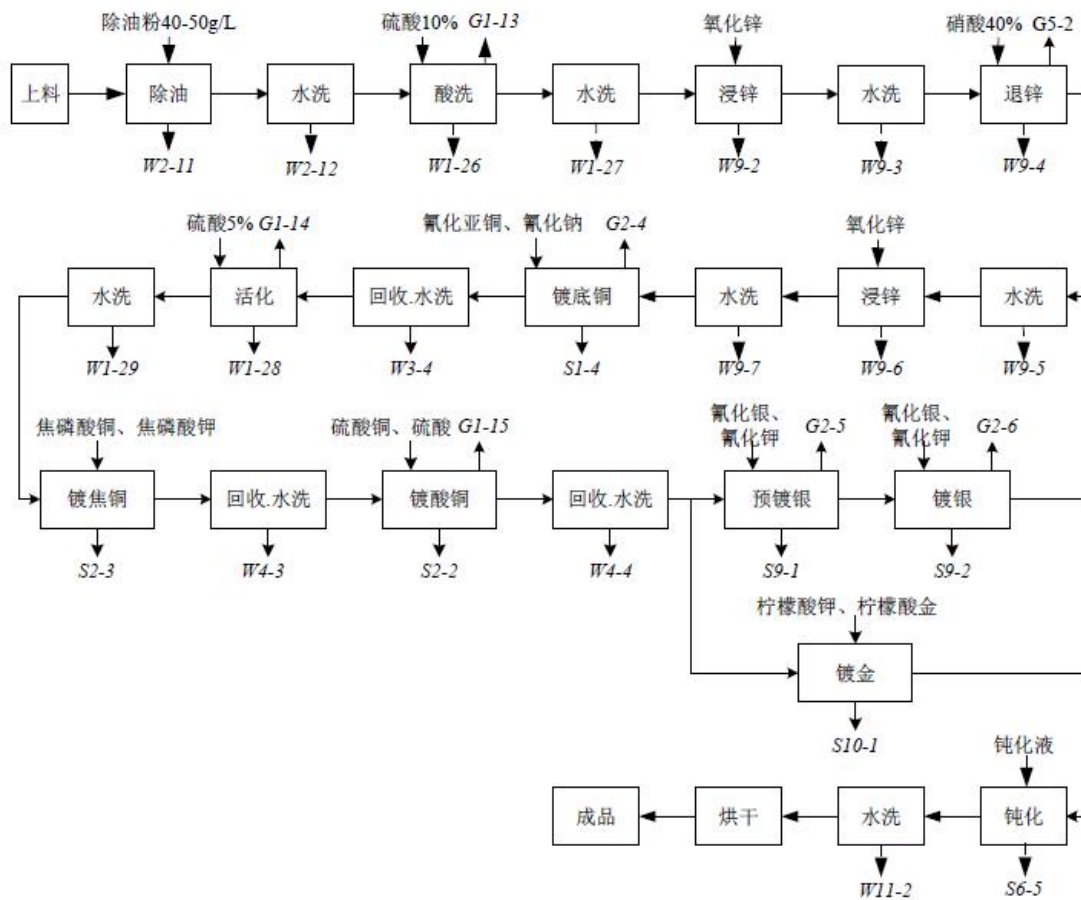 除油粉40-50g/L
硫酸10% G1-13
氧化锌
硝酸40% G5-2
上料
除油
水洗
酸洗
水洗
浸锌
水洗
退锌
W2-11
W2-12
W1-26
W1-27
W9-2
W9-3
W9-4
硫酸5% G1-14
氰化亚铜、氰化钠
G2-4
氧化锌
水洗
活化
回收.水洗
镀底铜
水洗
浸锌
水洗
W1-29
W1-28
W3-4
S1-4
W9-7
W9-6
W9-5
焦磷酸铜、焦磷酸钾
硫酸铜、硫酸 G1-15
氰化银、
氰化钾
G2-5
氰化银、
氰化钾
G2-6
镀焦铜
回收.水洗
镀酸铜
回收.水洗
预镀银
镀银
S2-3
W4-3
S2-2
W4-4
S9-1
S9-2
柠檬酸钾、柠檬酸金
镀金
S10-1
钝化液
成品
烘干
水洗
钝化
W11-2
S6-5